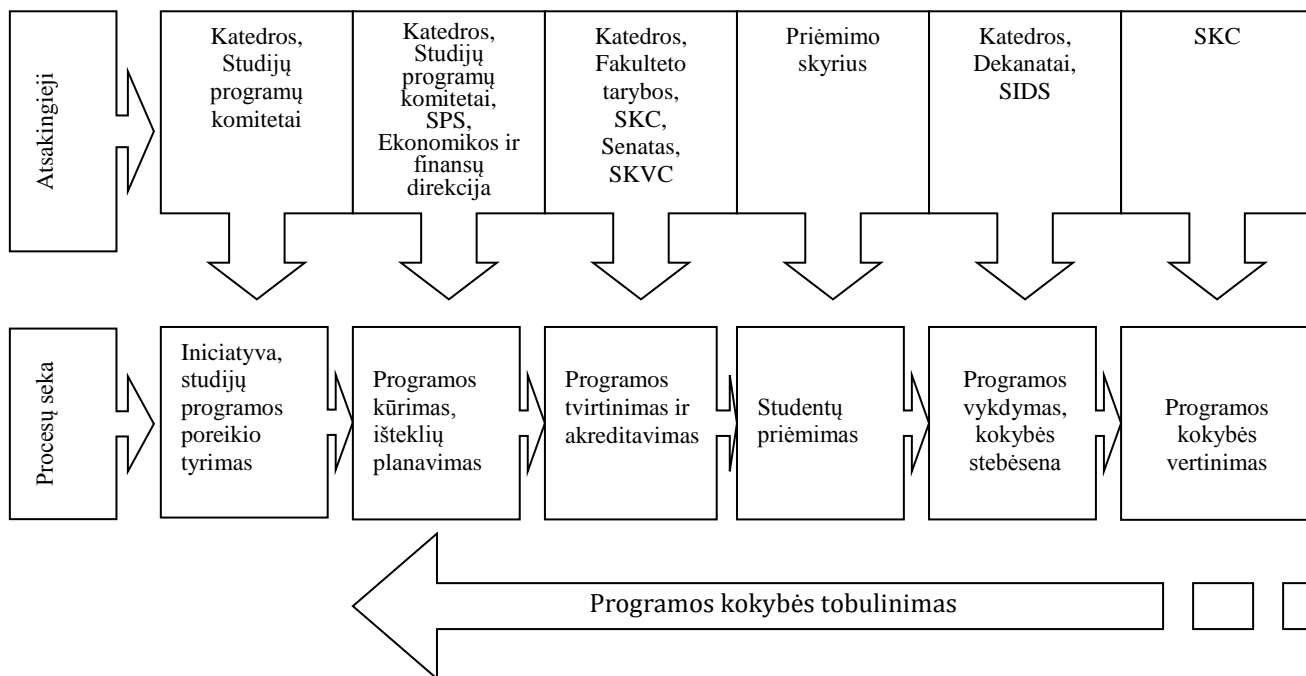 Atsakingieji
Katedros,
Studijų
programų
komitetai
Katedros,
Studijų
programų
komitetai,
SPS,
Ekonomikos ir
finansų
direkcija
Katedros,
Fakulteto
tarybos,
SKC,
Senatas,
SKVC
Priėmimo
skyrius
Katedros,
Dekanatai,
SIDS
SKC
Procesų seka
Iniciatyva,
studijų
programos
poreikio
tyrimas
Programos
kūrimas,
išteklių
planavimas
Programos
tvirtinimas ir
akreditavimas
Studentų
priėmimas
Programos
vykdymas,
kokybės
stebėsena
Programos
kokybės
vertinimas
Programos kokybės tobulinimas